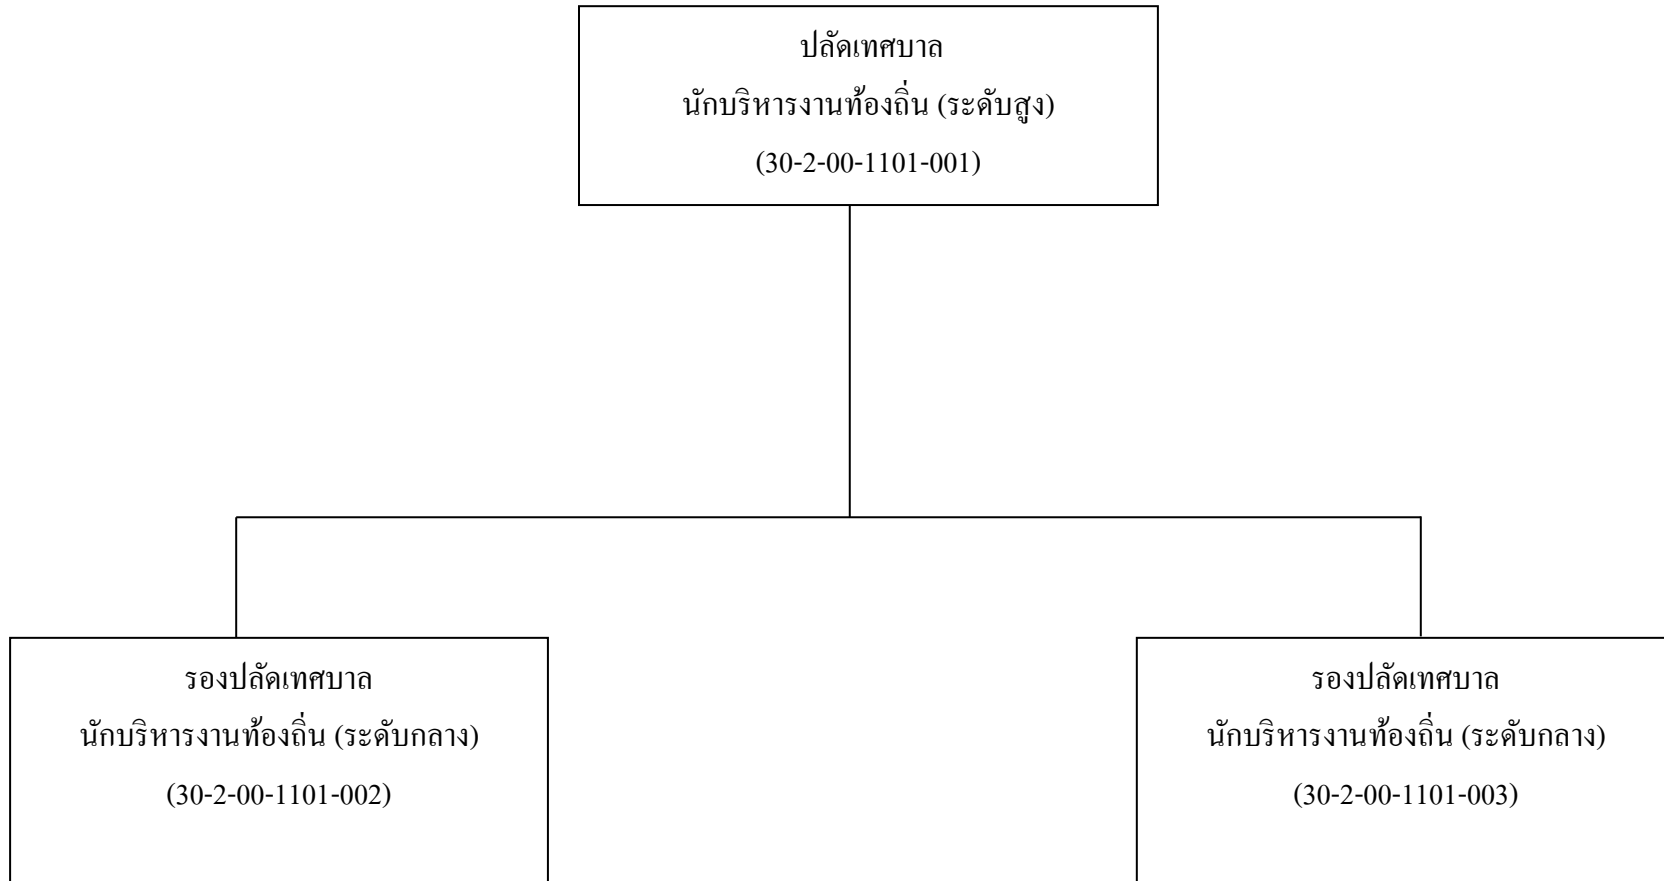 ปลัดเทศบาล
นักบริหารงานท้องถิ่น (ระดับสูง)
(30-2-00-1101-001)
รองปลัดเทศบาล
นักบริหารงานท้องถิ่น (ระดับกลาง)
(30-2-00-1101-002)
รองปลัดเทศบาล
นักบริหารงานท้องถิ่น (ระดับกลาง)
(30-2-00-1101-003)